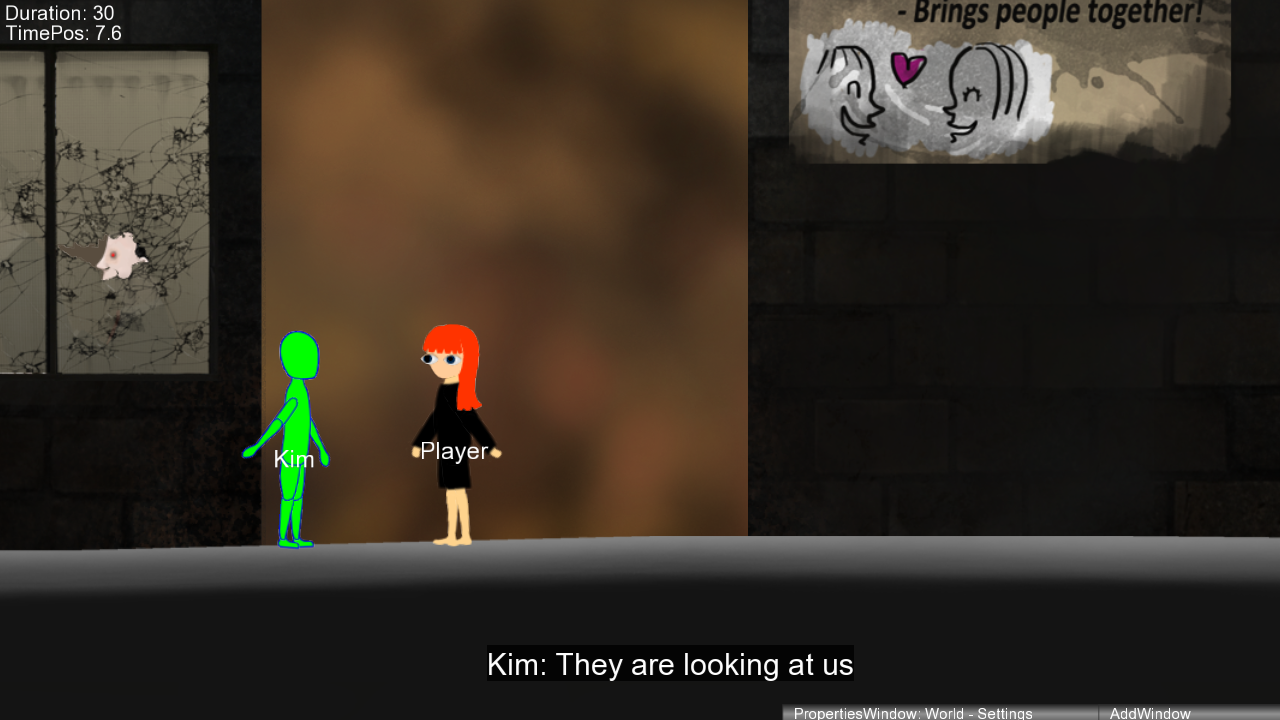 Duration: 30
TimePos: 7.6
- Brings people together!
Kim
Player
Kim: They are looking at us
PropertiesWindow: World - Settings
AddWindow